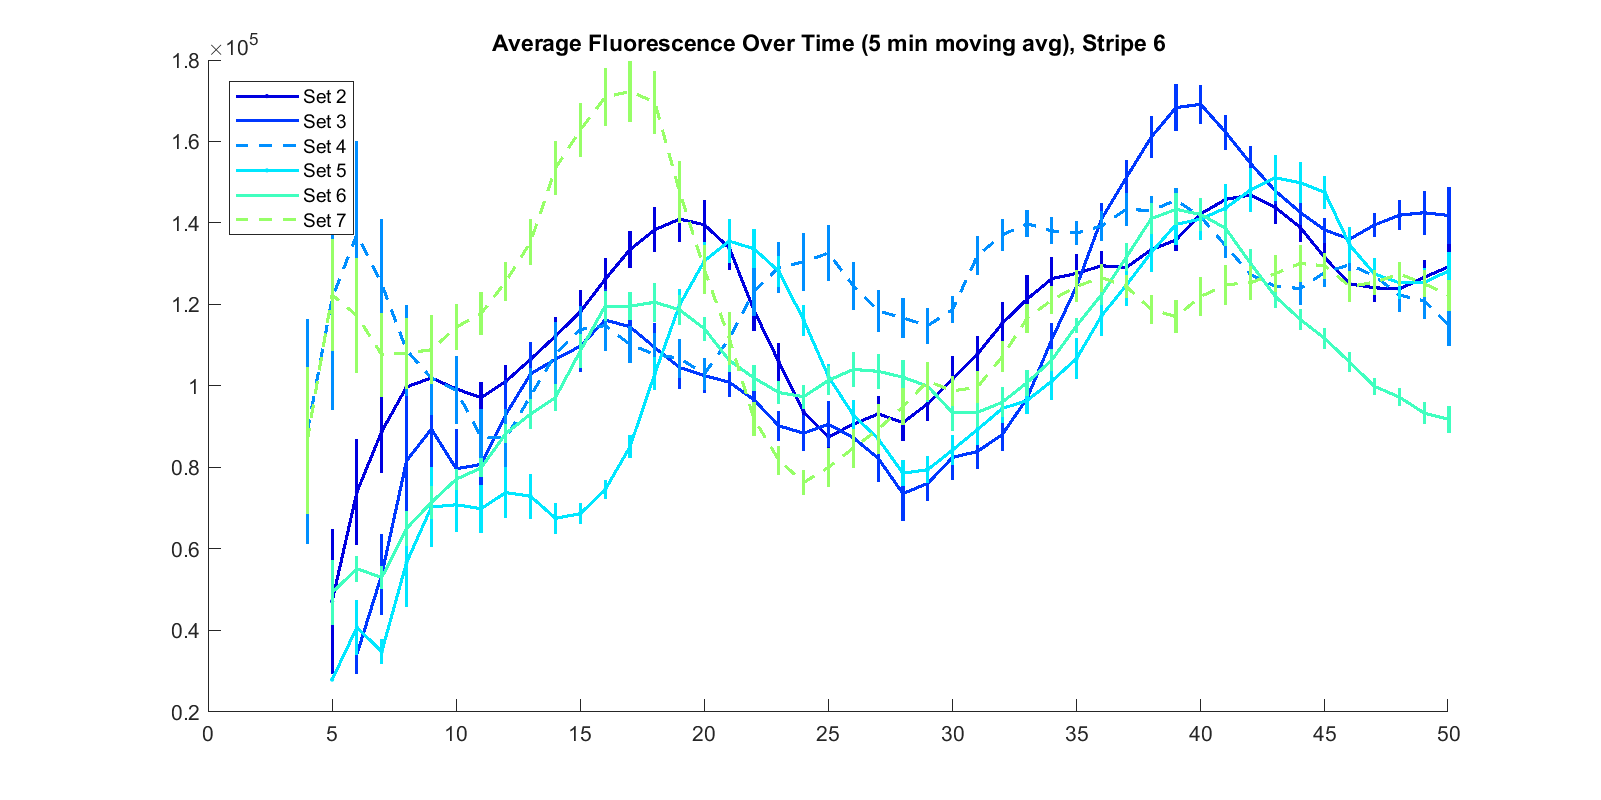 Average Fluorescence Over Time (5 min moving avg), Stripe 6
×10^5
1.8
1.6
1.4
1.2
1
0.8
0.6
0.4
0.2
Set 2
Set 3
Set 4
Set 5
Set 6
Set 7
0 5 10 15 20 25 30 35 40 45 50